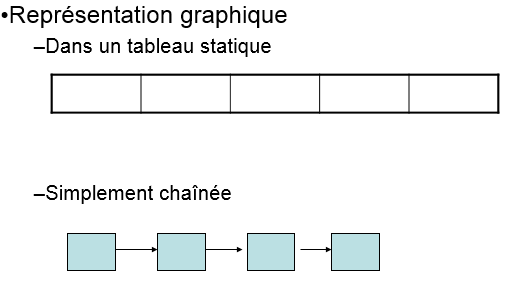 •Représentation graphique
–Dans un tableau statique
–Simplement chaînée